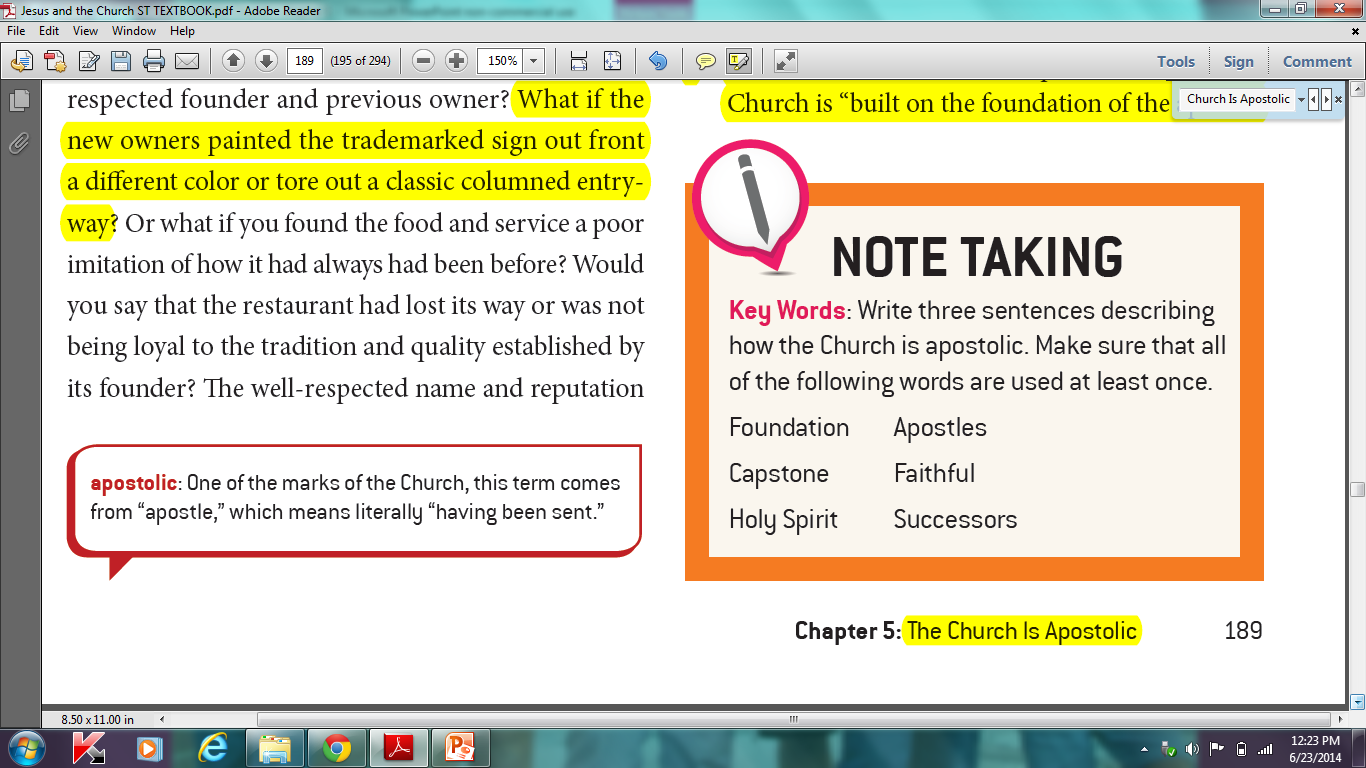 Jesus and the Church ST TEXTBOOK.pdf - Adobe Reader
File Edit View Window Help
189 (195 of 294) 150% Tools Sign Comment
Church Is Apostolic
respected founder and previous owner? What if the
new owners painted the trademarked sign out front
a different color or tore out a classic columned entry-
way? Or what if you found the food and service a poor
imitation of how it had always had been before? Would
you say that the restaurant had lost its way or was not
being loyal to the tradition and quality established by
its founder? The well-respected name and reputation
apostolic: One of the marks of the Church, this term comes
from “apostle,” which means literally “having been sent.”
Church is “built on the foundation of the
NOTE TAKING
Key Words: Write three sentences describing
how the Church is apostolic. Make sure that all
of the following words are used at least once.
Foundation Apostles
Capstone Faithful
Holy Spirit Successors
Chapter 5: The Church Is Apostolic 189
8.50 x 11.00 in
12:23 PM
6/23/2014